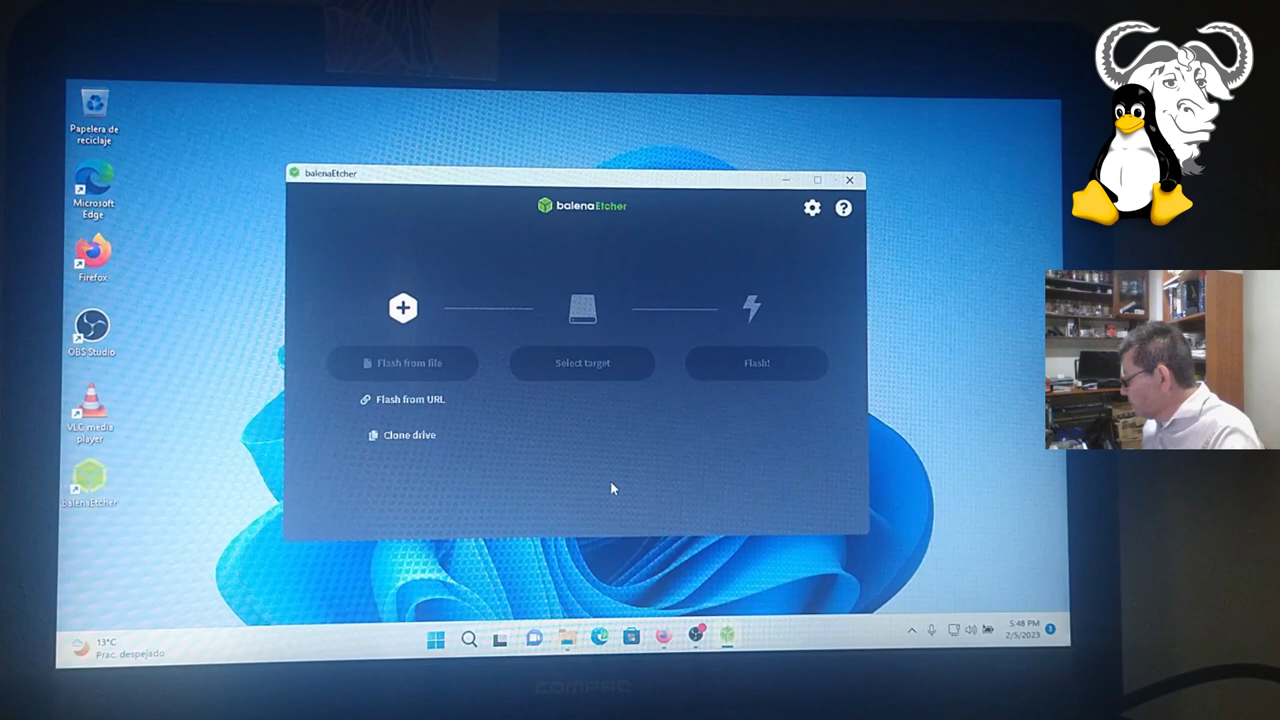 Papelera de
reciclaje
Microsoft
Edge
Firefox
OBS Studio
VLC media
player
balenaEtcher
balenaEtcher
balenaEtcher
Flash from file
Select target
Flash!
Flash from URL
Clone drive
13°C
Prac. despejado
5:48 PM
2/5/2023
3
COMPAQ